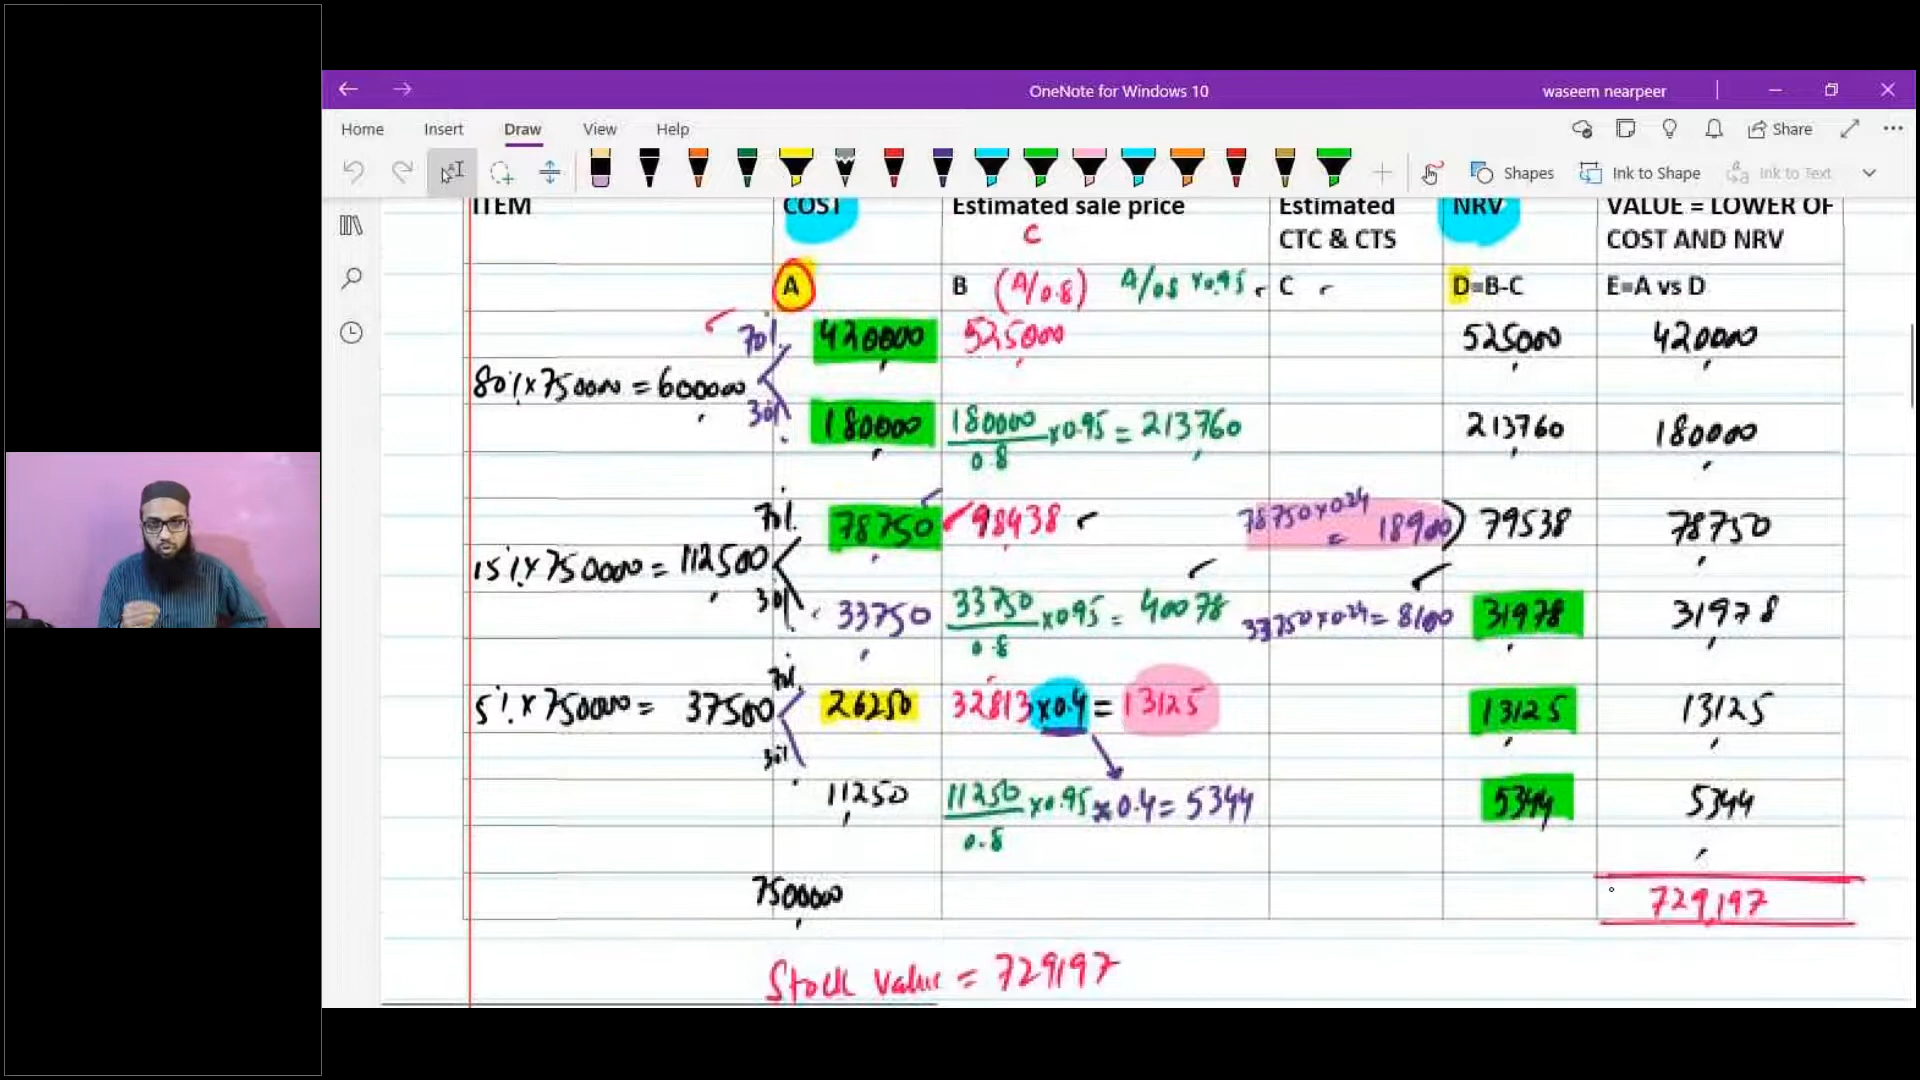 OneNote for Windows 10
waseem nearpeer
Home Insert Draw View Help
Share
Shapes Ink to Shape Ink to Text
ITEM COST Estimated sale price Estimated CTC & CTS NRV VALUE = LOWER OF COST AND NRV
C
A B (A/0.8) A/0.8 x0.95 C D=B-C E=A vs D
70% 420000 525000 525000 420000
80% x 750000 = 600000
30% 180000 180000/0.8 x0.95 = 213760 213760 180000
70% 78750 98438 78750x0.24 = 18900) 79538 78750
15% x 750000 = 112500
30% 33750 33750/0.8 x0.95 = 40078 33750x0.24 = 8100 31978 31978
70%
5% x 750000 = 37500 26250 32813 x0.4 = 13125 13125 13125
30%
11250 11250/0.8 x0.95 x0.4 = 5344 5344 5344
7500000 729197
Stock value = 729197